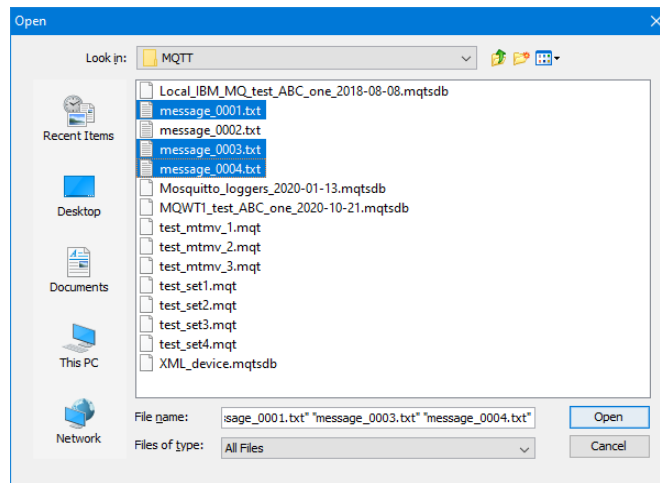 Open
Look in: MQTT
Recent Items
Desktop
Documents
This PC
Network
Local_IBM_MQ_test_ABC_one_2018-08-08.mqtsdb
message_0001.txt
message_0002.txt
message_0003.txt
message_0004.txt
Mosquitto_loggers_2020-01-13.mqtsdb
MQWT1_test_ABC_one_2020-10-21.mqtsdb
test_mtmv_1.mqt
test_mtmv_2.mqt
test_mtmv_3.mqt
test_set1.mqt
test_set2.mqt
test_set3.mqt
test_set4.mqt
XML_device.mqtsdb
File name: sage_0001.txt" "message_0003.txt" "message_0004.txt" Open
Files of type: All Files Cancel